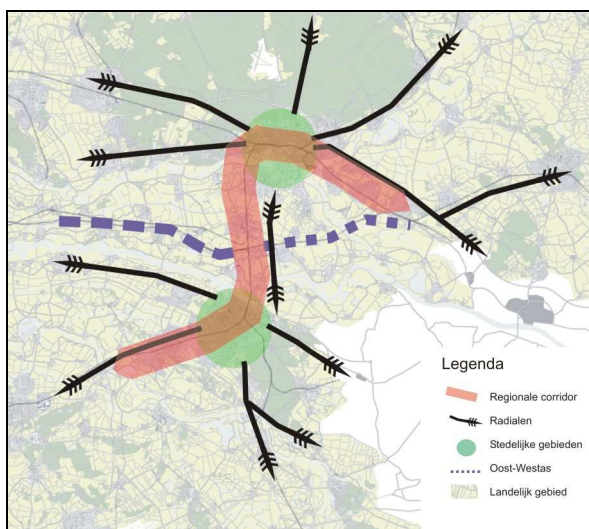 Legenda
Regionale corridor
Radialen
Stedelijke gebieden
Oost-Westas
Landelijk gebied